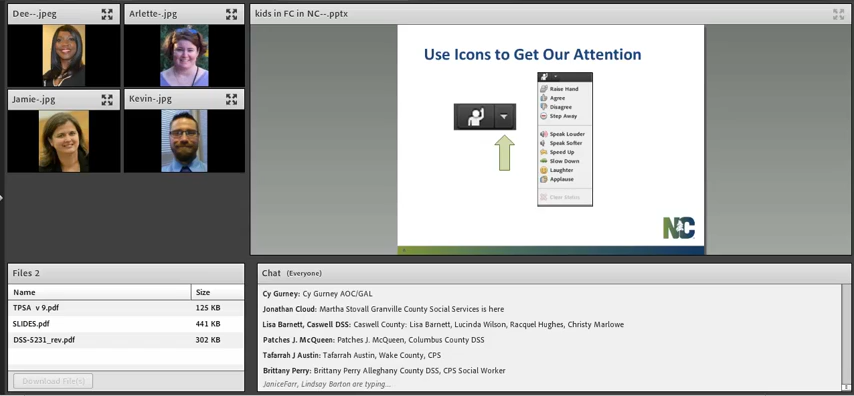 Dee--.jpeg
Arlette-.jpg
kids in FC in NC--.pptx
Use Icons to Get Our Attention
Raise Hand
Agree
Disagree
Step Away
Speak Louder
Speak Softer
Speed Up
Slow Down
Laughter
Applause
Clear Status
NC
Jamie-.jpg
Kevin-.jpg
Files 2
Name Size
TPSA v 9.pdf 125 KB
SLIDES.pdf 441 KB
DSS-5231_rev.pdf 302 KB
Download File(s)
Chat (Everyone)
Cy Gurney: Cy Gurney AOC/GAL
Jonathan Cloud: Martha Stovall Granville County Social Services is here
Lisa Barnett, Caswell DSS: Caswell County: Lisa Barnett, Lucinda Wilson, Racquel Hughes, Christy Marlowe
Patches J. McQueen: Patches J. McQueen, Columbus County DSS
Tafarrah J Austin: Tafarrah Austin, Wake County, CPS
Brittany Perry: Brittany Perry Alleghany County DSS, CPS Social Worker
JaniceFarr, Lindsay Barton are typing...